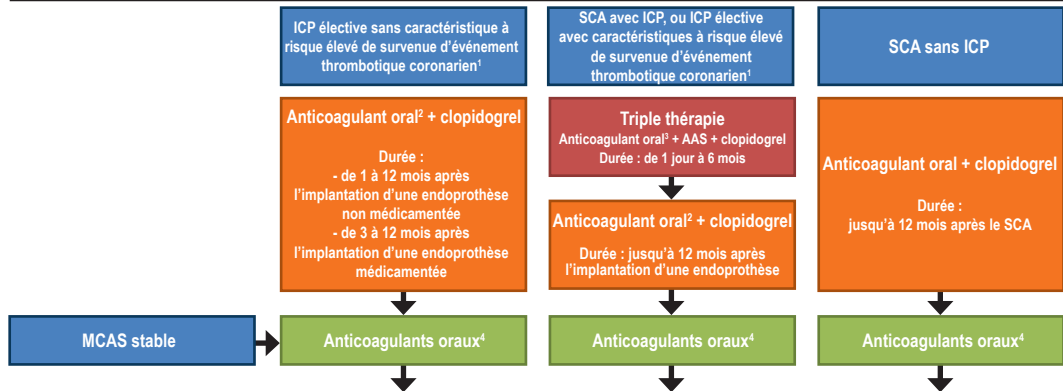 ICP élective sans caractéristique à
risque élevé de survenue d’événement
thrombotique coronarien¹
SCA avec ICP, ou ICP élective
avec caractéristiques à risque élevé
de survenue d’événement
thrombotique coronarien¹
SCA sans ICP
Anticoagulant oral² + clopidogrel
Durée :
- de 1 à 12 mois après
l’implantation d’une endoprothèse
non médicamentée
- de 3 à 12 mois après
l’implantation d’une endoprothèse
médicamentée
Triple thérapie
Anticoagulant oral³ + AAS + clopidogrel
Durée : de 1 jour à 6 mois
Anticoagulant oral² + clopidogrel
Durée : jusqu’à 12 mois après
l’implantation d’une endoprothèse
Anticoagulant oral + clopidogrel
Durée :
jusqu’à 12 mois après le SCA
MCAS stable
Anticoagulants oraux⁴
Anticoagulants oraux⁴
Anticoagulants oraux⁴